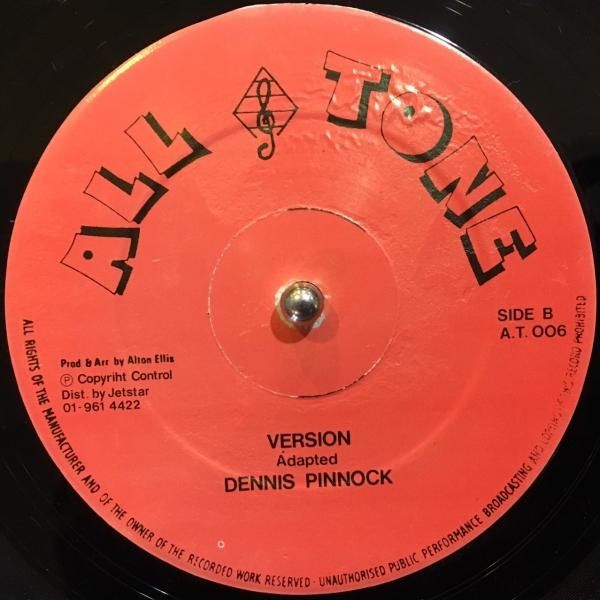 ALL TONE
SIDE B
A.T. 006
Prod & Arr by Alton Ellis
Ⓟ Copyriht Control
Dist. by Jetstar
01-961 4422
VERSION
Adapted
DENNIS PINNOCK
ALL RIGHTS OF THE MANUFACTURER AND OF THE OWNER OF THE RECORDED WORK RESERVED · UNAUTHORISED PUBLIC PERFORMANCE BROADCASTING AND COPYING OF THIS RECORD PROHIBITED